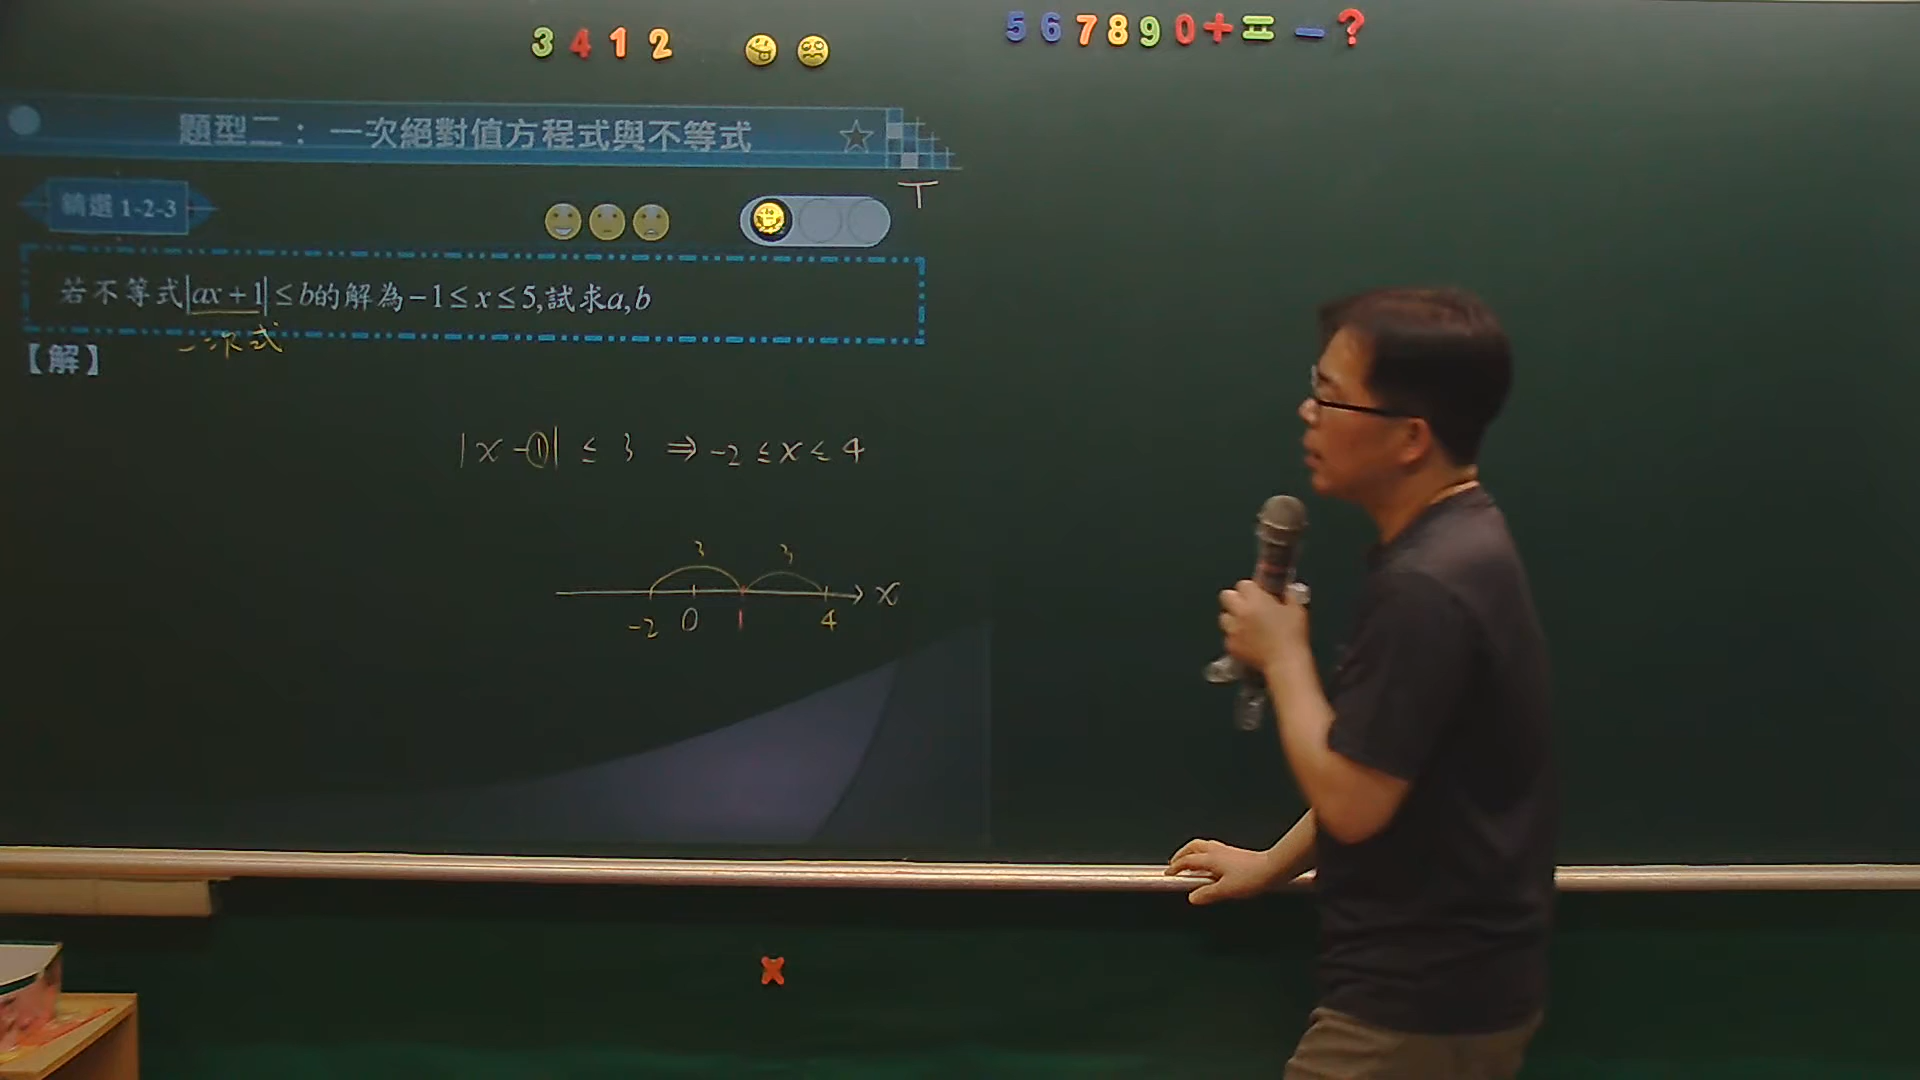 3 4 1 2
5 6 7 8 9 0 + = − ?
題型二： 一次絕對值方程式與不等式
精選 1-2-3
T
若不等式|ax+1| ≤ b的解為−1 ≤ x ≤ 5,試求a,b
一次式
【解】
|x-1| ≤ 3 ⇒ -2 ≤ x ≤ 4
3 3
x
-2 0 1 4
x